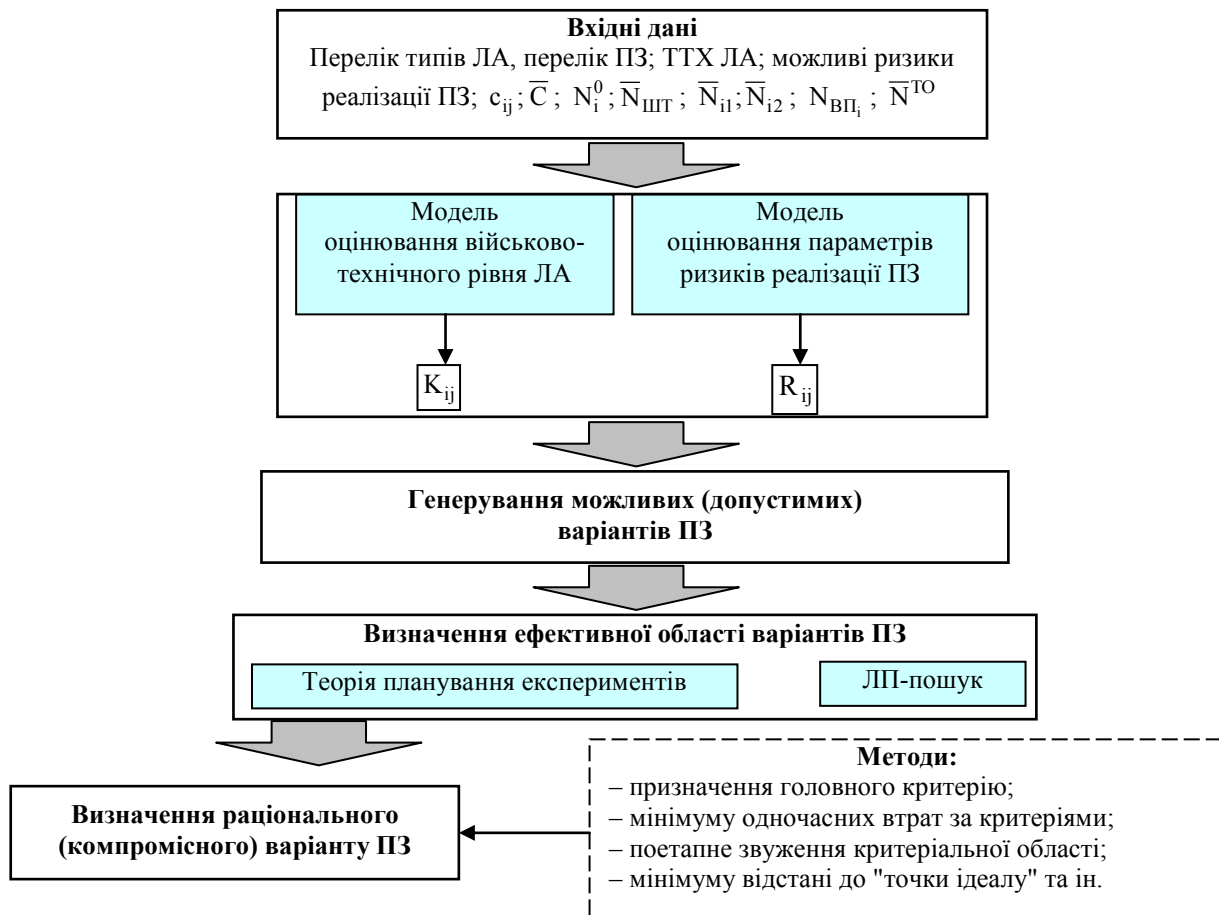 Вхідні дані
Перелік типів ЛА, перелік ПЗ; ТТХ ЛА; можливі ризики
реалізації ПЗ; c_ij; C̅; N_i^0; N̅_ШТ; N̅_i1; N̅_i2; N_ВП_i; N̅^ТО
Модель
оцінювання військово-
технічного рівня ЛА
Модель
оцінювання параметрів
ризиків реалізації ПЗ
K_ij
R_ij
Генерування можливих (допустимих)
варіантів ПЗ
Визначення ефективної області варіантів ПЗ
Теорія планування експериментів
ЛП-пошук
Методи:
– призначення головного критерію;
– мінімуму одночасних втрат за критеріями;
– поетапне звуження критеріальної області;
– мінімуму відстані до "точки ідеалу" та ін.
Визначення раціонального
(компромісного) варіанту ПЗ